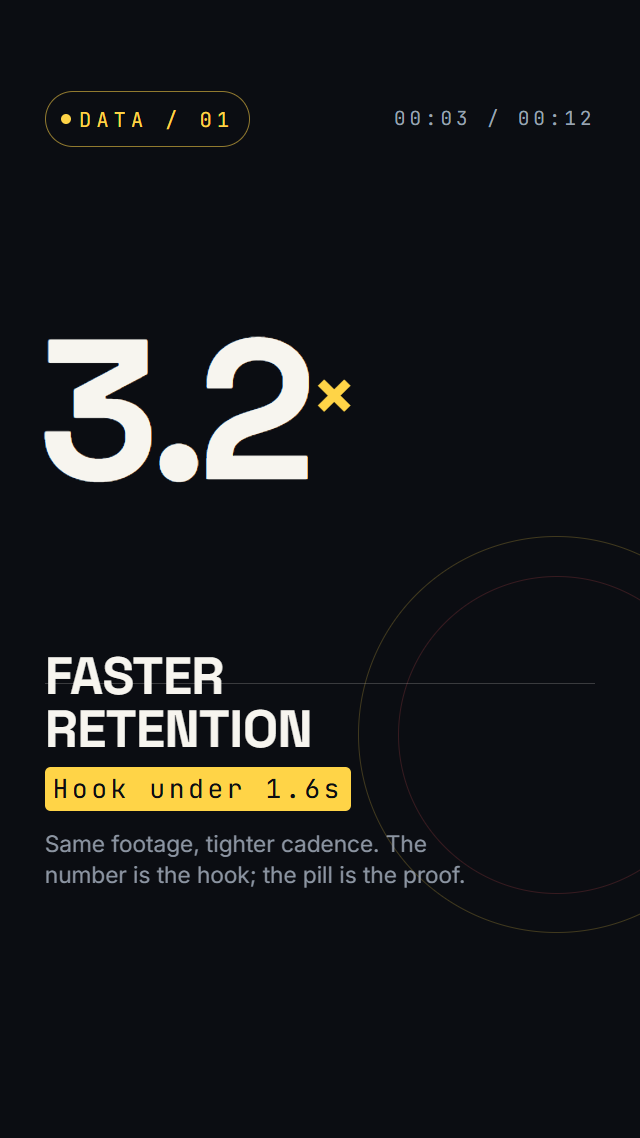 DATA / 01
00:03 / 00:12
3.2×
FASTER
RETENTION
Hook under 1.6s
Same footage, tighter cadence. The
number is the hook; the pill is the proof.